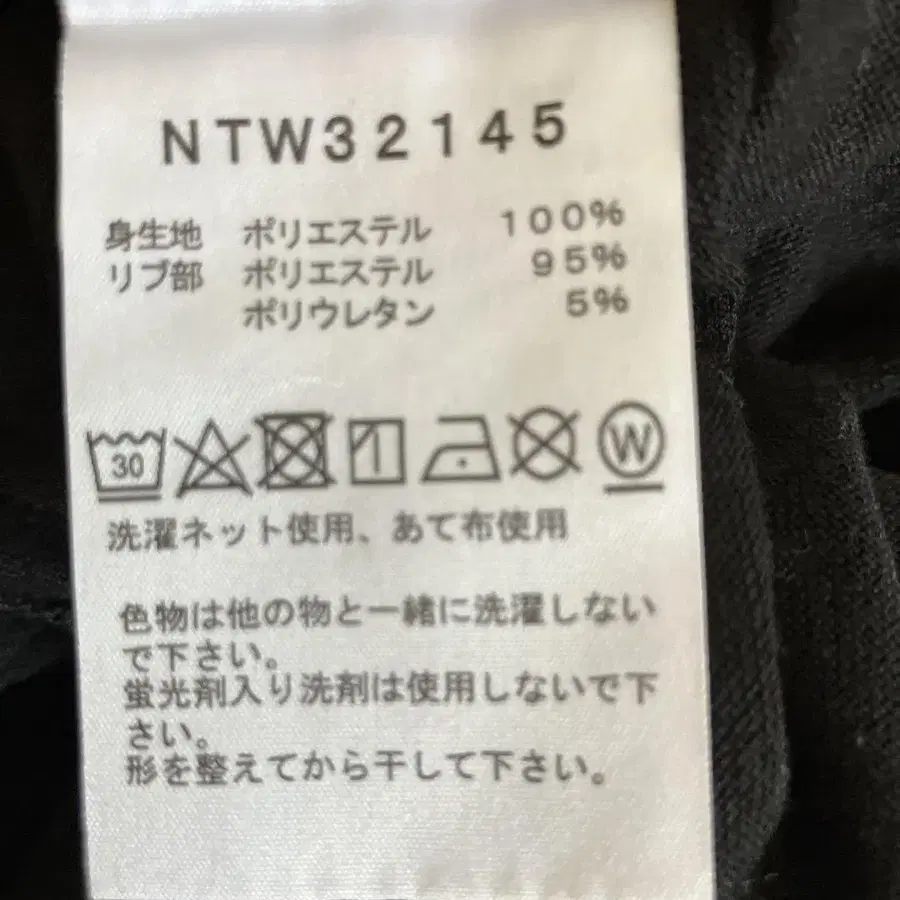 NTW32145
身生地 ポリエステル 100%
リブ部 ポリエステル 95%
ポリウレタン 5%
30 W
洗濯ネット使用、あて布使用
色物は他の物と一緒に洗濯しない
で下さい。
蛍光剤入り洗剤は使用しないで下
さい。
形を整えてから干して下さい。